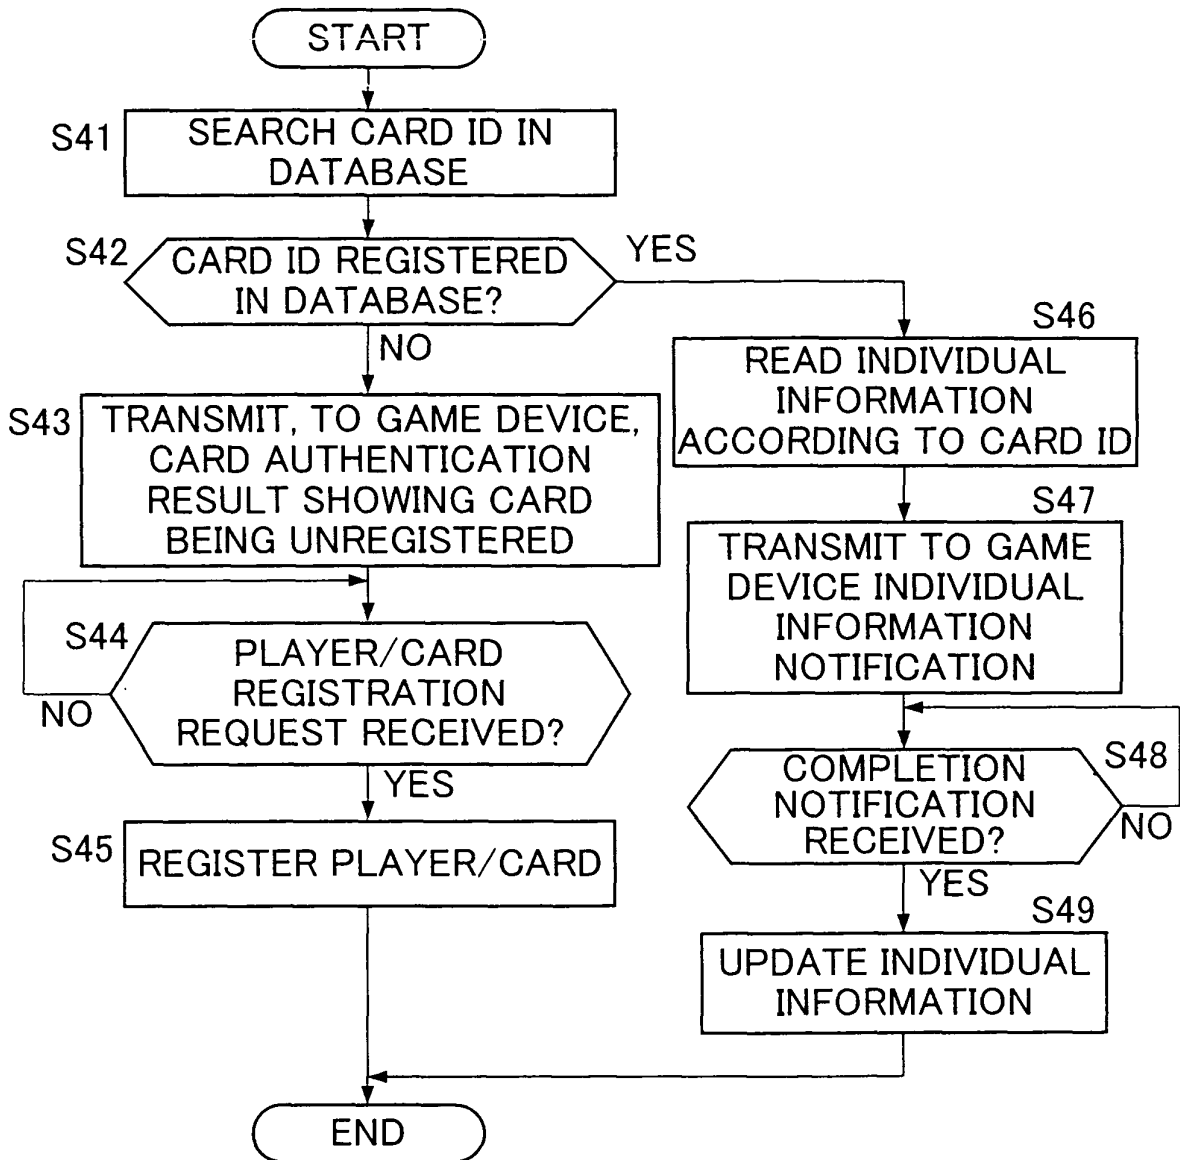 START
S41
SEARCH CARD ID IN
DATABASE
S42
CARD ID REGISTERED
IN DATABASE?
YES
NO
S43
TRANSMIT, TO GAME DEVICE,
CARD AUTHENTICATION
RESULT SHOWING CARD
BEING UNREGISTERED
S44
PLAYER/CARD
REGISTRATION
REQUEST RECEIVED?
NO
YES
S45
REGISTER PLAYER/CARD
S46
READ INDIVIDUAL
INFORMATION
ACCORDING TO CARD ID
S47
TRANSMIT TO GAME
DEVICE INDIVIDUAL
INFORMATION
NOTIFICATION
S48
COMPLETION
NOTIFICATION
RECEIVED?
NO
YES
S49
UPDATE INDIVIDUAL
INFORMATION
END